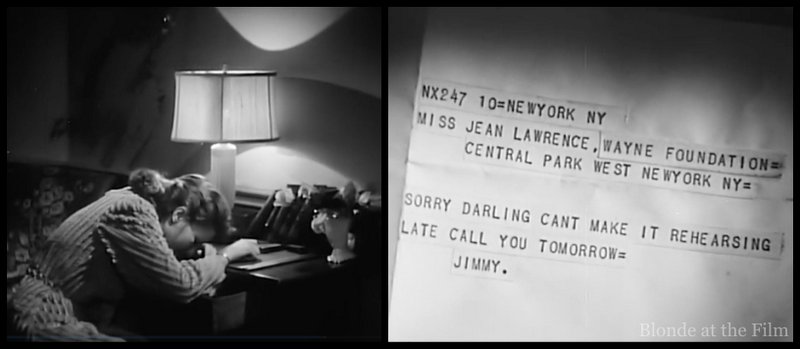 NX247 10=NEWYORK NY
MISS JEAN LAWRENCE, WAYNE FOUNDATION=
CENTRAL PARK WEST NEWYORK NY=
SORRY DARLING CANT MAKE IT REHEARSING
LATE CALL YOU TOMORROW=
JIMMY.
Blonde at the Film